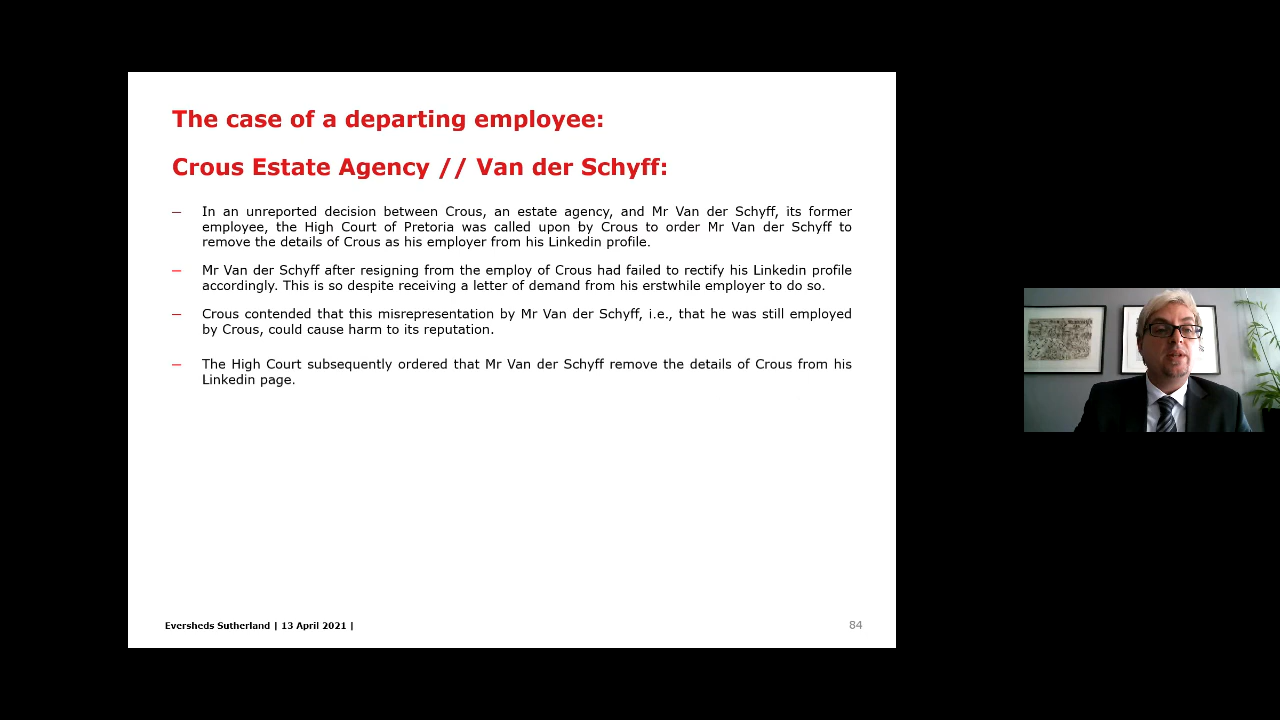 The case of a departing employee:
Crous Estate Agency // Van der Schyff:
— In an unreported decision between Crous, an estate agency, and Mr Van der Schyff, its former
employee, the High Court of Pretoria was called upon by Crous to order Mr Van der Schyff to
remove the details of Crous as his employer from his Linkedin profile.
— Mr Van der Schyff after resigning from the employ of Crous had failed to rectify his Linkedin profile
accordingly. This is so despite receiving a letter of demand from his erstwhile employer to do so.
— Crous contended that this misrepresentation by Mr Van der Schyff, i.e., that he was still employed
by Crous, could cause harm to its reputation.
— The High Court subsequently ordered that Mr Van der Schyff remove the details of Crous from his
Linkedin page.
Eversheds Sutherland | 13 April 2021 |
84